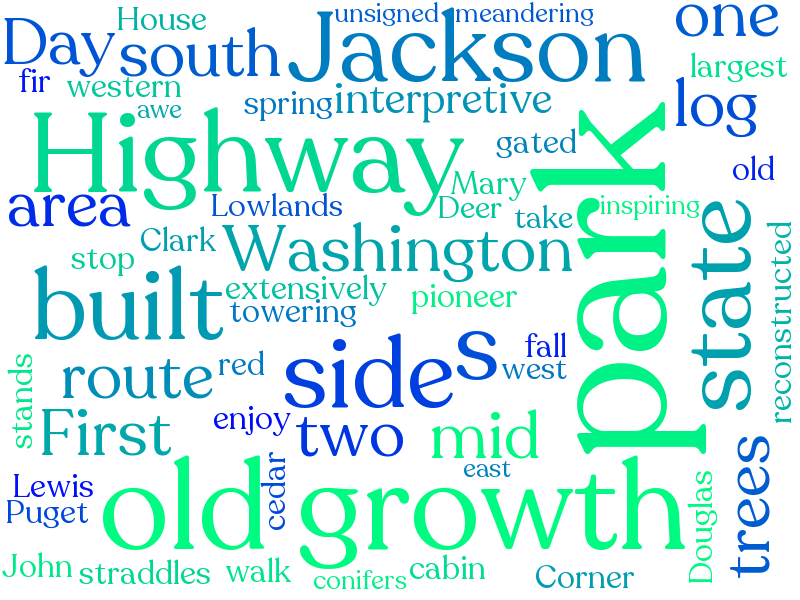 House
unsigned
meandering
one
Day
south
Jackson
largest
fir
western
awe
spring
interpretive
log
Highway
gated
park
old
Mary
area
Lowlands
Deer
take
inspiring
state
Clark
Washington
stop
reconstructed
built
extensively
pioneer
towering
side
s
fall
route
red
west
stands
First
enjoy
two
mid
trees
Lewis
cedar
east
Puget
old growth
Douglas
John
straddles
walk
conifers
cabin
Corner